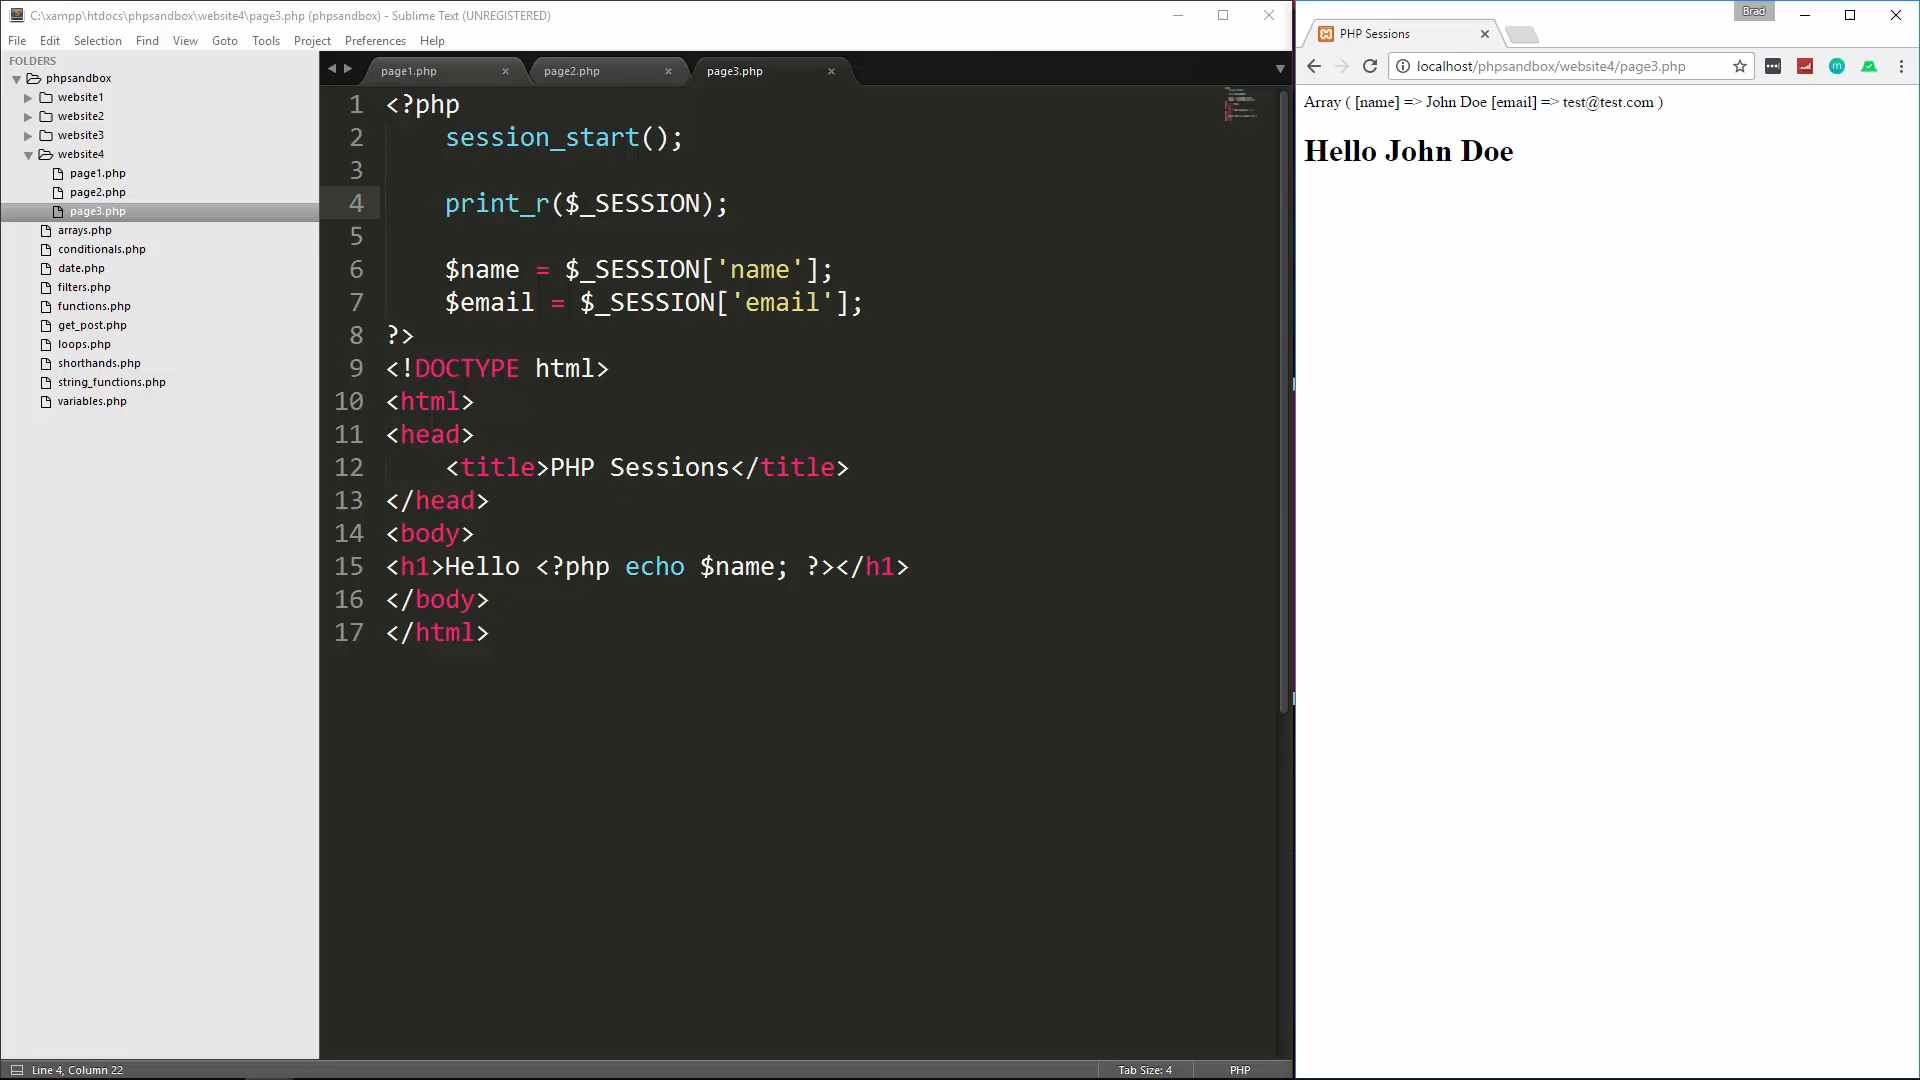 C:\xampp\htdocs\phpsandbox\website4\page3.php (phpsandbox) - Sublime Text (UNREGISTERED)
File Edit Selection Find View Goto Tools Project Preferences Help
FOLDERS
phpsandbox
website1
website2
website3
website4
page1.php
page2.php
page3.php
arrays.php
conditionals.php
date.php
filters.php
functions.php
get_post.php
loops.php
shorthands.php
string_functions.php
variables.php
page1.php page2.php page3.php
1 <?php
2 session_start();
3
4 print_r($_SESSION);
5
6 $name = $_SESSION['name'];
7 $email = $_SESSION['email'];
8 ?>
9 <!DOCTYPE html>
10 <html>
11 <head>
12 <title>PHP Sessions</title>
13 </head>
14 <body>
15 <h1>Hello <?php echo $name; ?></h1>
16 </body>
17 </html>
Line 4, Column 22 Tab Size: 4 PHP
Brad
PHP Sessions
localhost/phpsandbox/website4/page3.php
Array ( [name] => John Doe [email] => test@test.com )
Hello John Doe